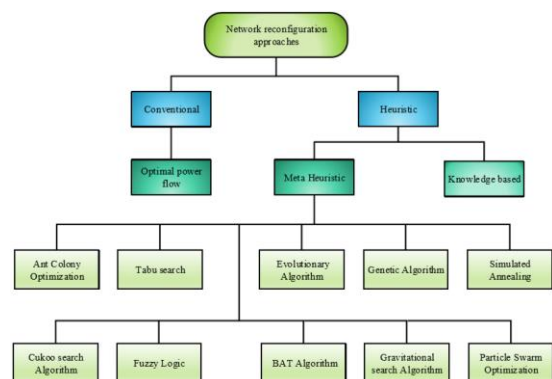 Network reconfiguration
approaches
Conventional
Heuristic
Optimal power
flow
Meta Heuristic
Knowledge based
Ant Colony
Optimization
Tabu search
Evolutionary
Algorithm
Genetic Algorithm
Simulated
Annealing
Cukoo search
Algorithm
Fuzzy Logic
BAT Algorithm
Gravitational
search Algorithm
Particle Swarm
Optimization